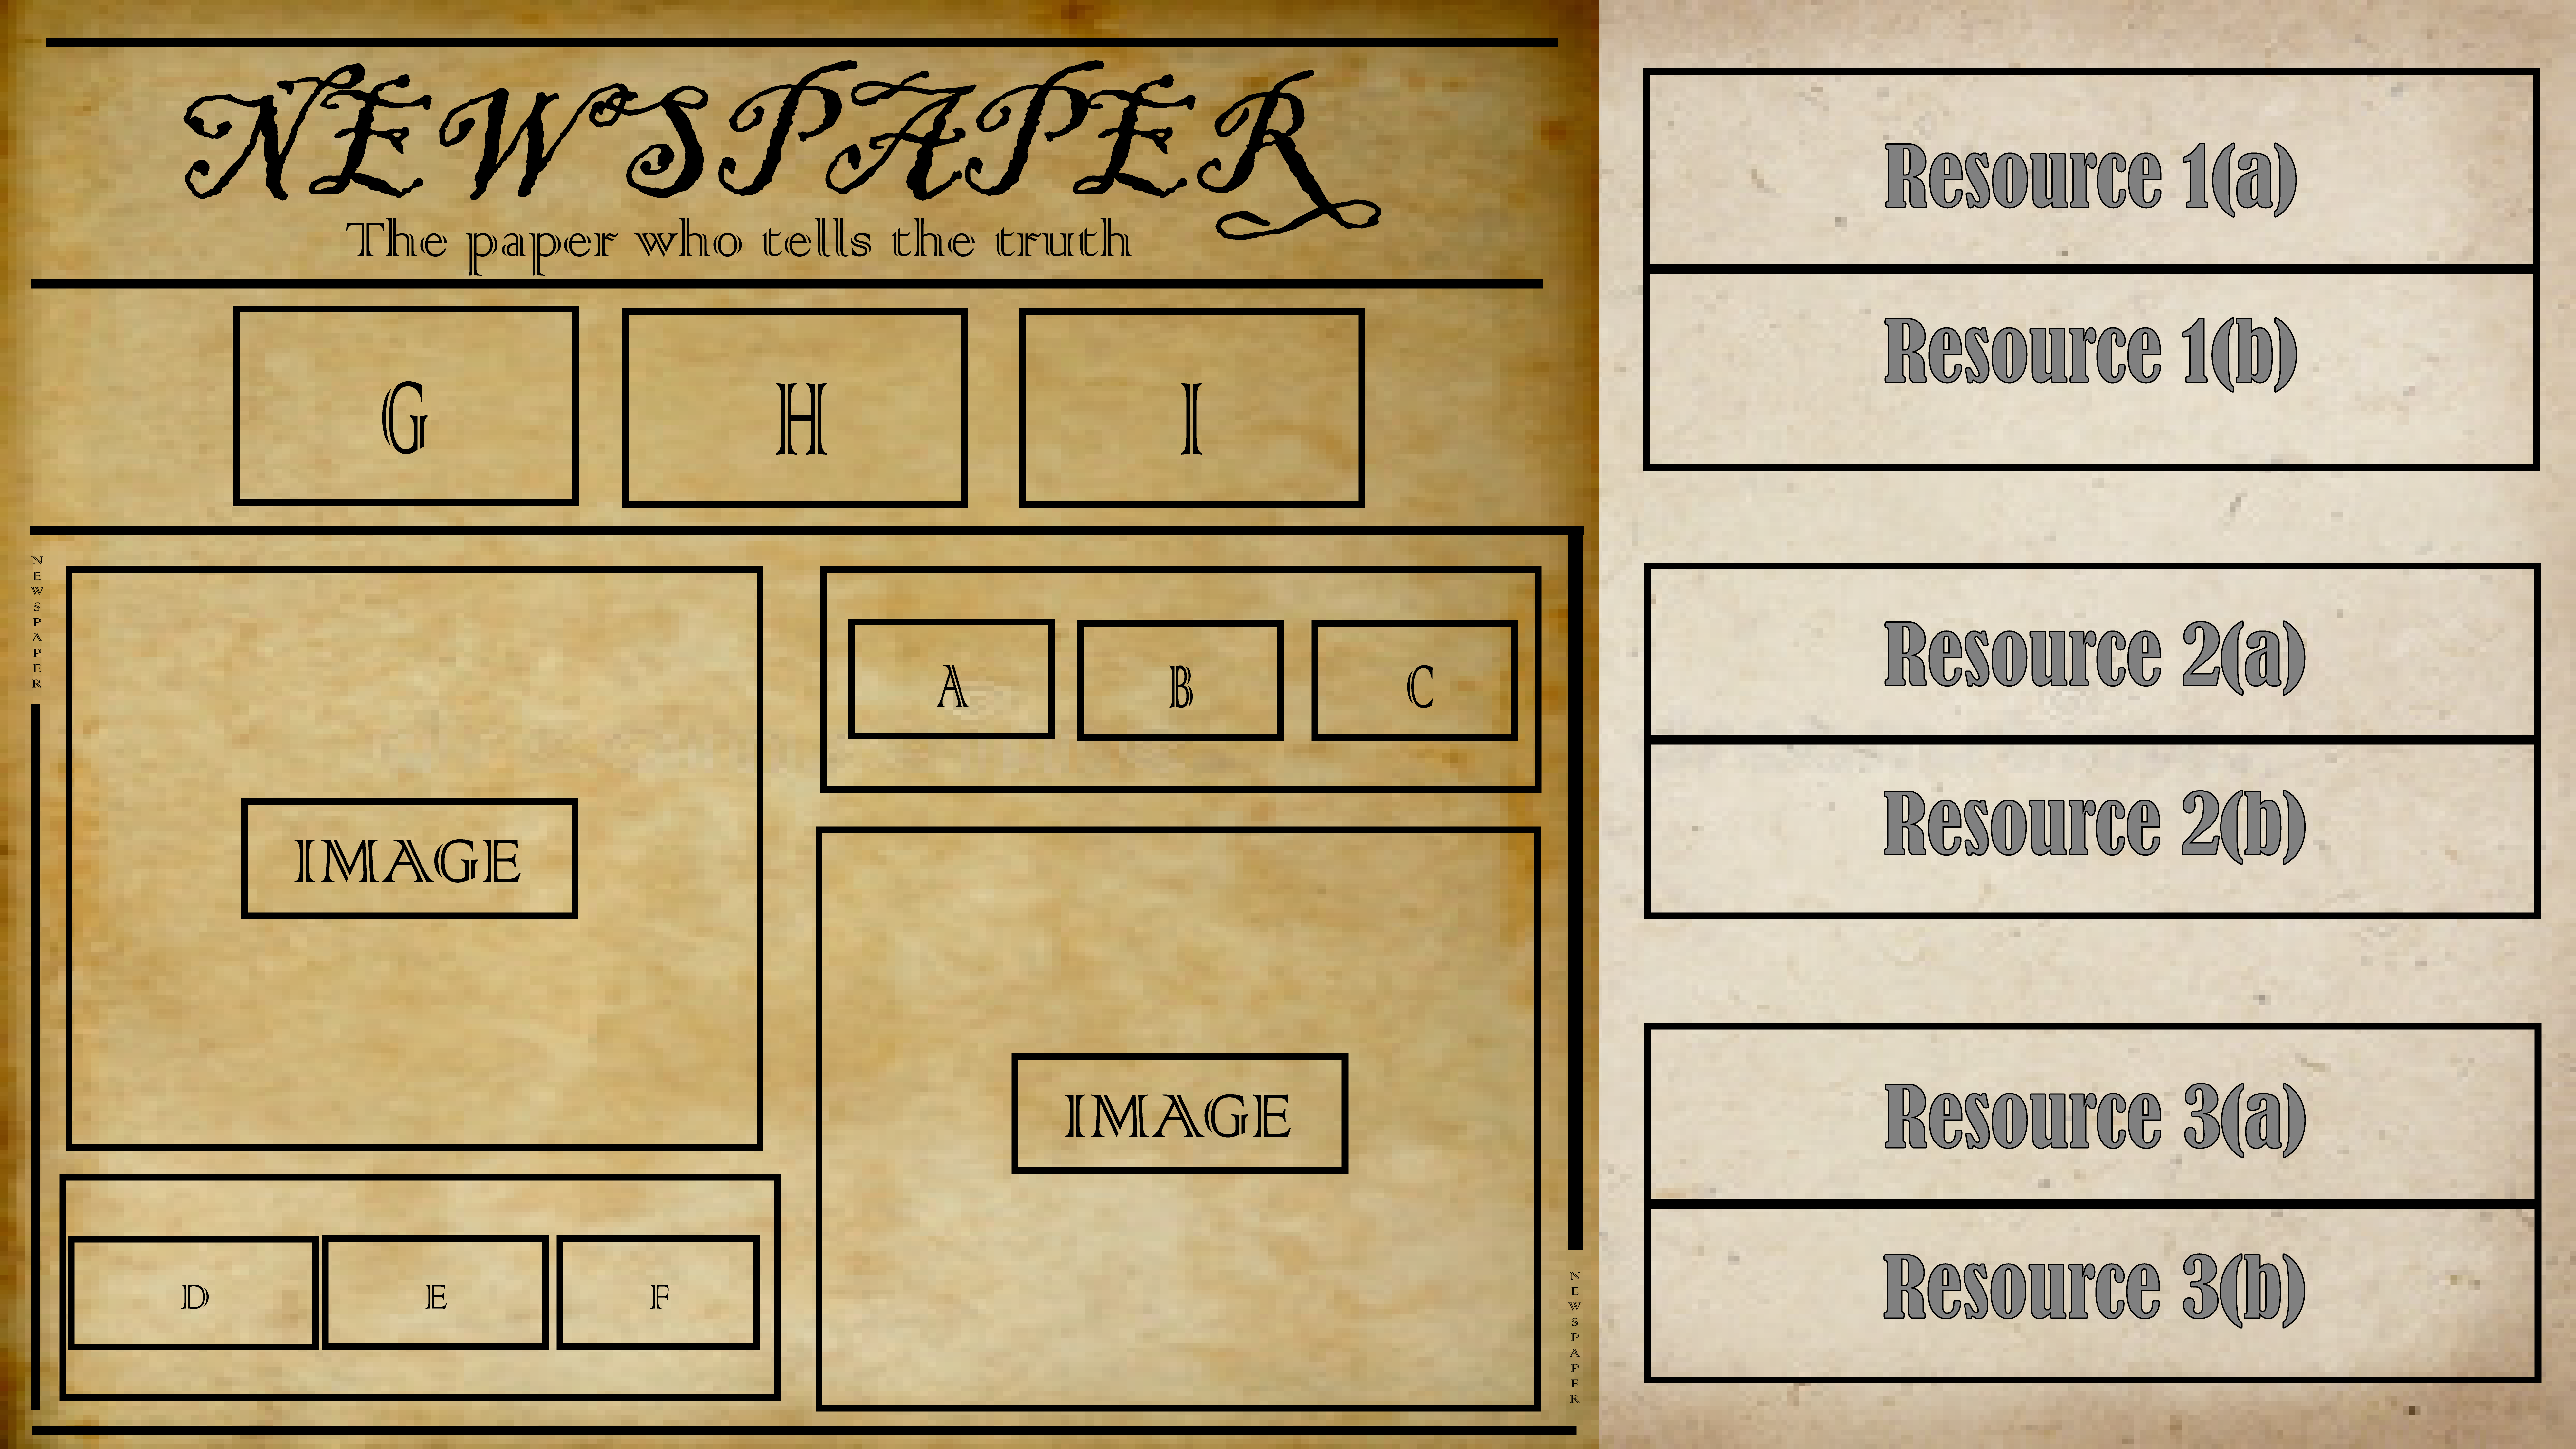 NEWSPAPER
The paper who tells the truth
G H I
NEWSPAPER
IMAGE
A B C
IMAGE
D E F
NEWSPAPER
Resource 1(a)
Resource 1(b)
Resource 2(a)
Resource 2(b)
Resource 3(a)
Resource 3(b)